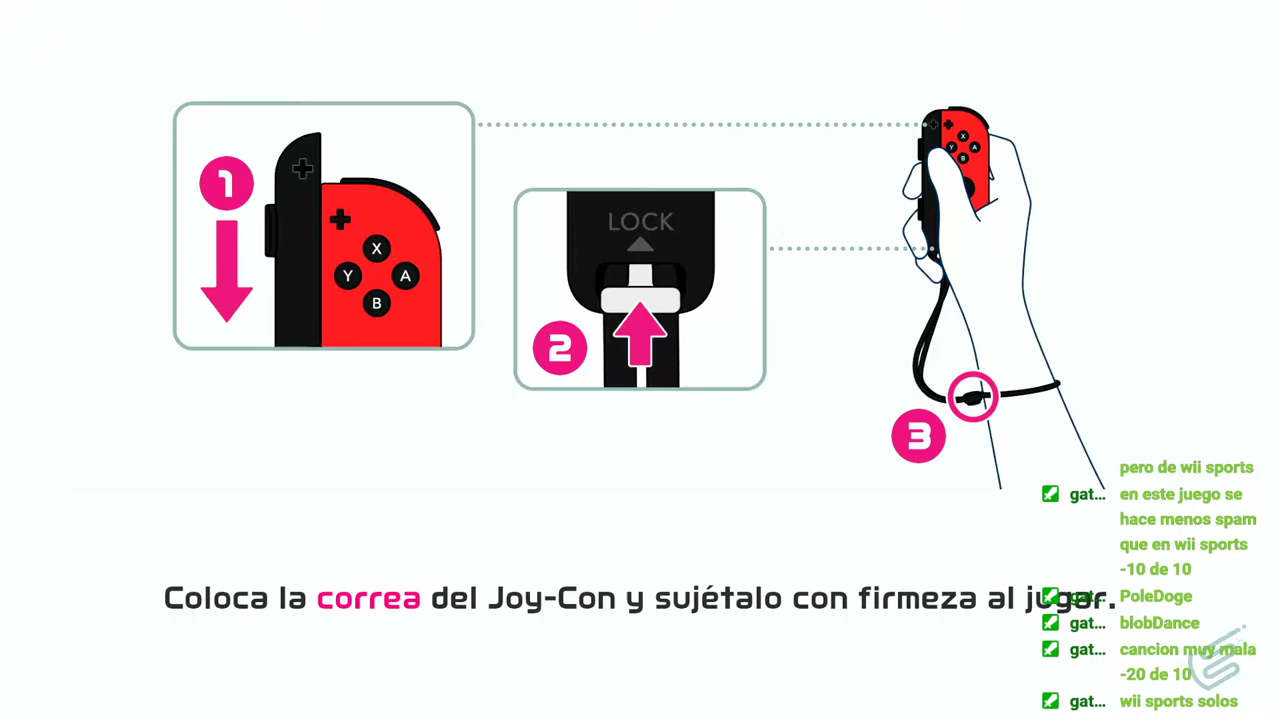 1
X
Y
A
B
LOCK
2
X
Y
A
B
3
Coloca la correa del Joy-Con y sujétalo con firmeza al jugar.
pero de wii sports
gat... en este juego se
hace menos spam
que en wii sports
-10 de 10
gat... PoleDoge
gat... blobDance
gat... cancion muy mala
-20 de 10
gat... wii sports solos